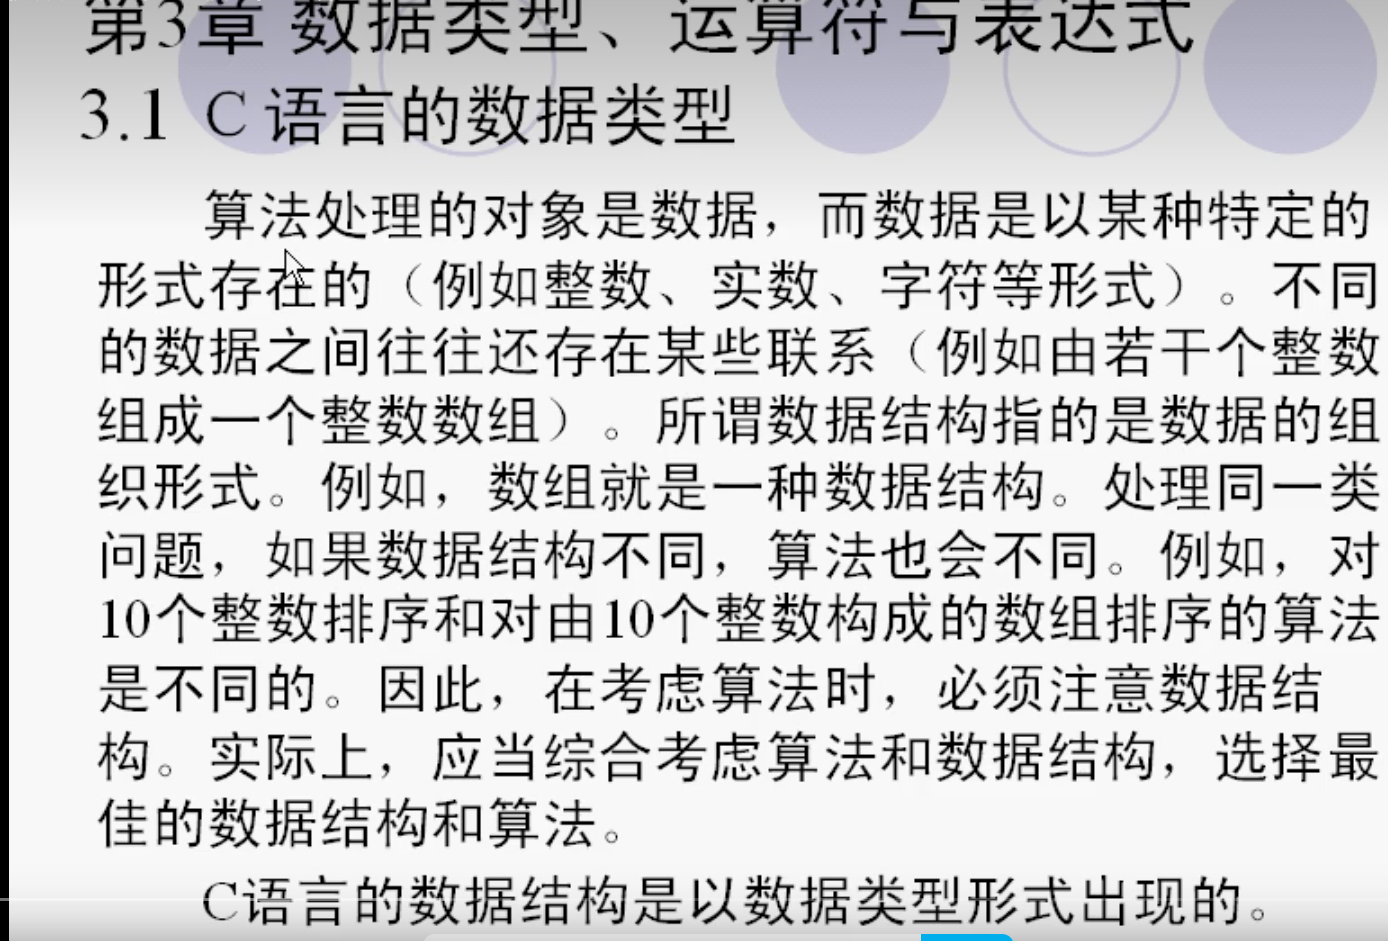 第3章 数据类型、运算符与表达式
3.1 C 语言的数据类型
算法处理的对象是数据，而数据是以某种特定的
形式存在的（例如整数、实数、字符等形式）。不同
的数据之间往往还存在某些联系（例如由若干个整数
组成一个整数数组）。所谓数据结构指的是数据的组
织形式。例如，数组就是一种数据结构。处理同一类
问题，如果数据结构不同，算法也会不同。例如，对
10个整数排序和对由10个整数构成的数组排序的算法
是不同的。因此，在考虑算法时，必须注意数据结
构。实际上，应当综合考虑算法和数据结构，选择最
佳的数据结构和算法。
C语言的数据结构是以数据类型形式出现的。